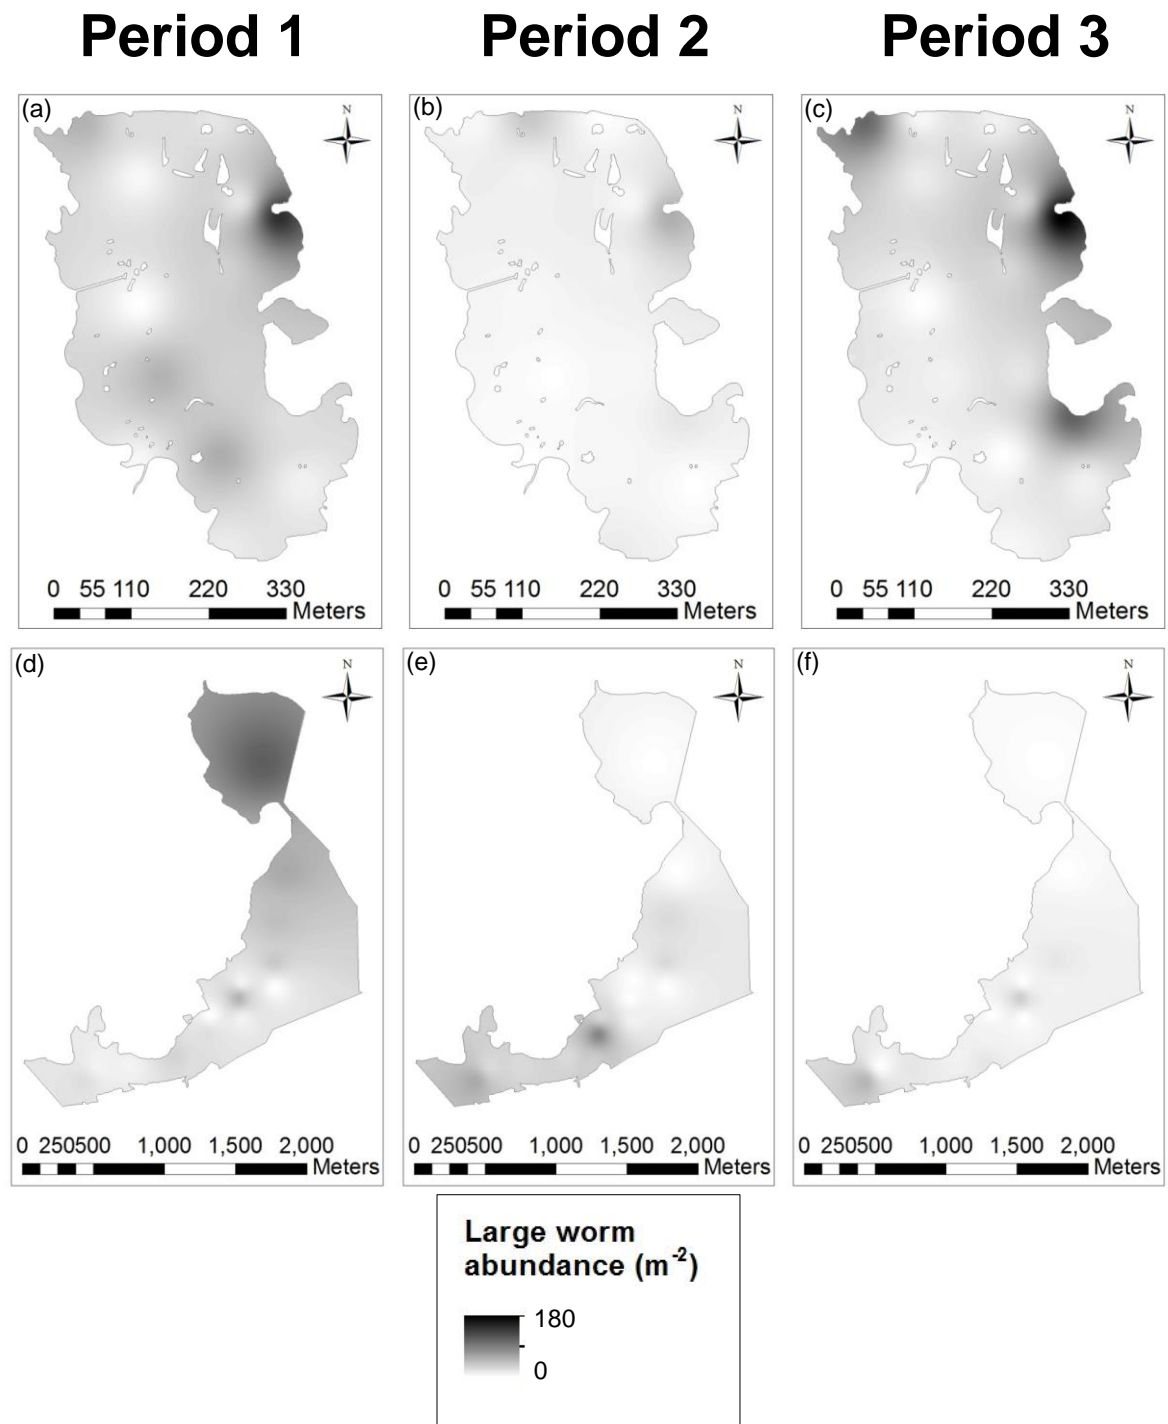 Period 1 Period 2 Period 3
(a) N (b) N (c) N
0 55 110 220 330 0 55 110 220 330 0 55 110 220 330
Meters Meters Meters
(d) N (e) N (f) N
0 250500 1,000 1,500 2,000 0 250500 1,000 1,500 2,000 0 250500 1,000 1,500 2,000
Meters Meters Meters
Large worm
abundance (m-2)
180
0